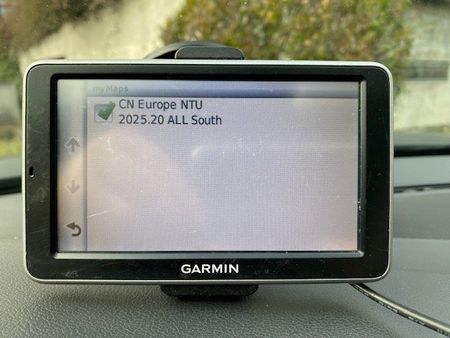 myMaps
CN Europe NTU
2025.20 ALL South
GARMIN